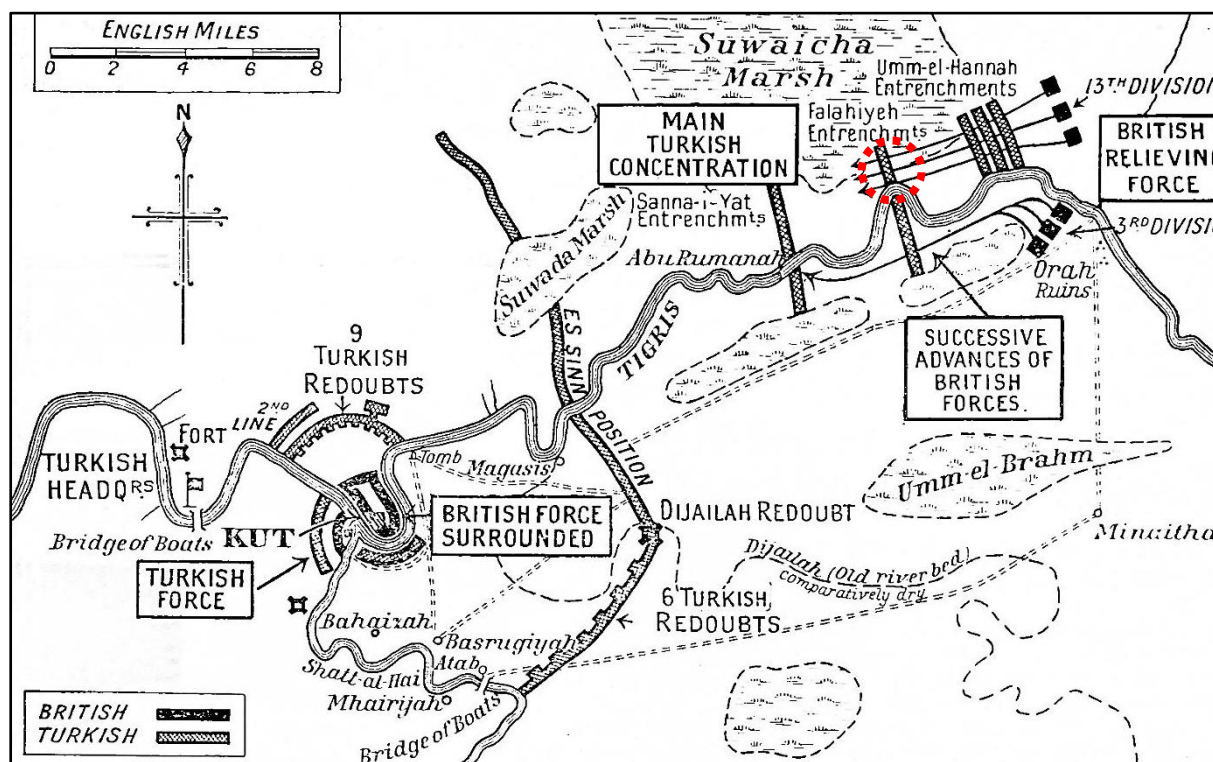 ENGLISH MILES
0 2 4 6 8
N
Suwaicha
Marsh
Umm-el-Hannah
Entrenchments
13TH DIVISION
Falahiyeh
Entrenchmts
MAIN
TURKISH
CONCENTRATION
BRITISH
RELIEVING
FORCE
Sanna-i-Yat
Entrenchmts
3RD DIVISION
Suwada Marsh
Abu Rumanah
Orah
Ruins
ES SINN POSITION
TIGRIS
SUCCESSIVE
ADVANCES OF
BRITISH
FORCES.
9
TURKISH
REDOUBTS
2ND LINE
FORT
TURKISH
HEADQRS
Tomb
Magasis
Umm-el-Brahm
BRITISH FORCE
SURROUNDED
DIJAILAH REDOUBT
Minaitha
Bridge of Boats
KUT
TURKISH
FORCE
Dijailah (Old river bed)
comparatively dry
6 TURKISH
REDOUBTS
Bahaizah
Basrugiyah
Atab
Shatt-al-Hai
Mhairijah
Bridge of Boats
BRITISH
TURKISH